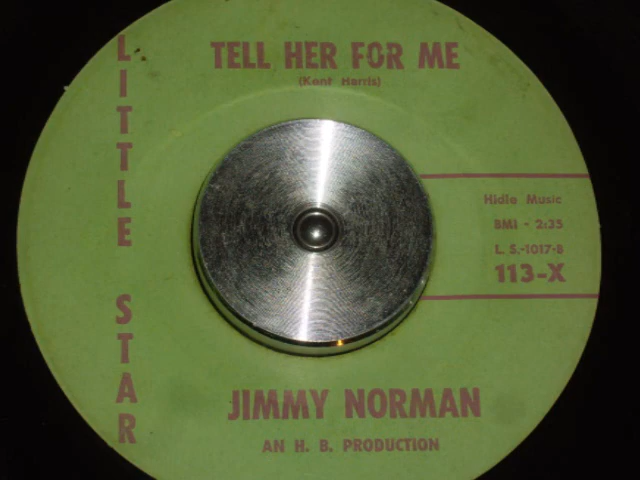 LITTLE STAR
TELL HER FOR ME
(Kent Harris)
Hidle Music
BMI - 2:35
L. S.-1017-B
113-X
JIMMY NORMAN
AN H. B. PRODUCTION